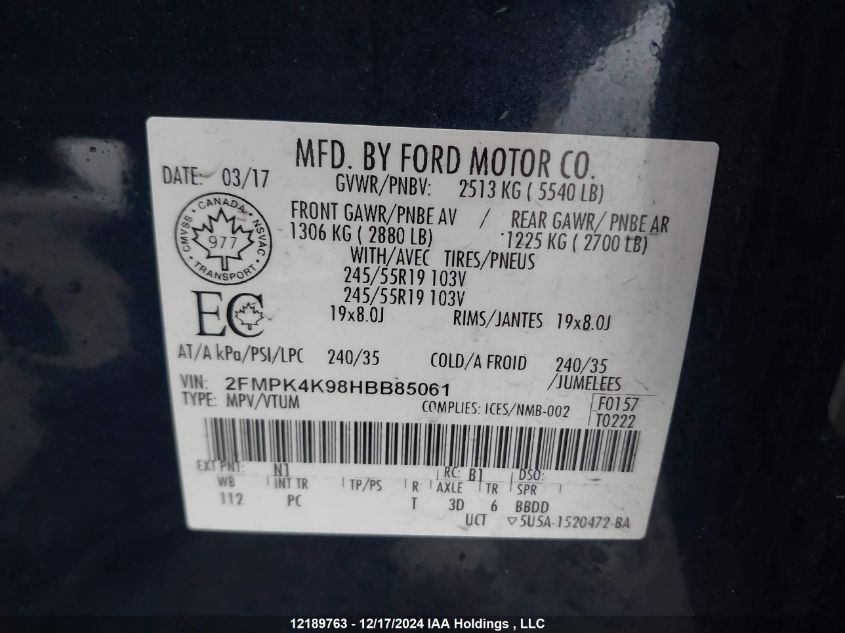 MFD. BY FORD MOTOR CO.
DATE: 03/17
GVWR/PNBV: 2513 KG ( 5540 LB)
FRONT GAWR/PNBE AV / REAR GAWR/ PNBE AR
1306 KG ( 2880 LB) 1225 KG ( 2700 LB)
WITH/AVEC TIRES/PNEUS
245/55R19 103V
245/55R19 103V
19x8.0J RIMS/JANTES 19x8.0J
CMVSS · CANADA · NSVAC
977
TRANSPORT
EC
AT/A kPa/PSI/LPC 240/35 COLD/A FROID 240/35
/JUMELEES
VIN: 2FMPK4K98HBB85061
TYPE: MPV/VTUM COMPLIES: ICES/NMB-002
F0157
T0222
EXT PNT: N1 RC: B1 DSO:
WB INT TR TP/PS R AXLE TR SPR
112 PC T 3D 6 BBDD
UCT ▽5U5A-1520472-BA
12189763 - 12/17/2024 IAA Holdings , LLC